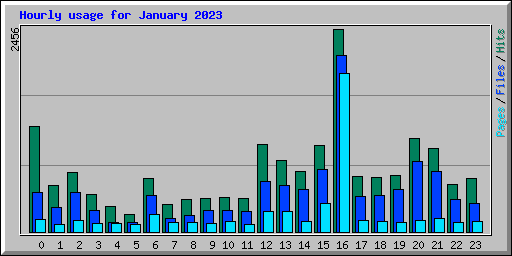 Hourly usage for January 2023
2456
Pages / Files / Hits
0 1 2 3 4 5 6 7 8 9 10 11 12 13 14 15 16 17 18 19 20 21 22 23